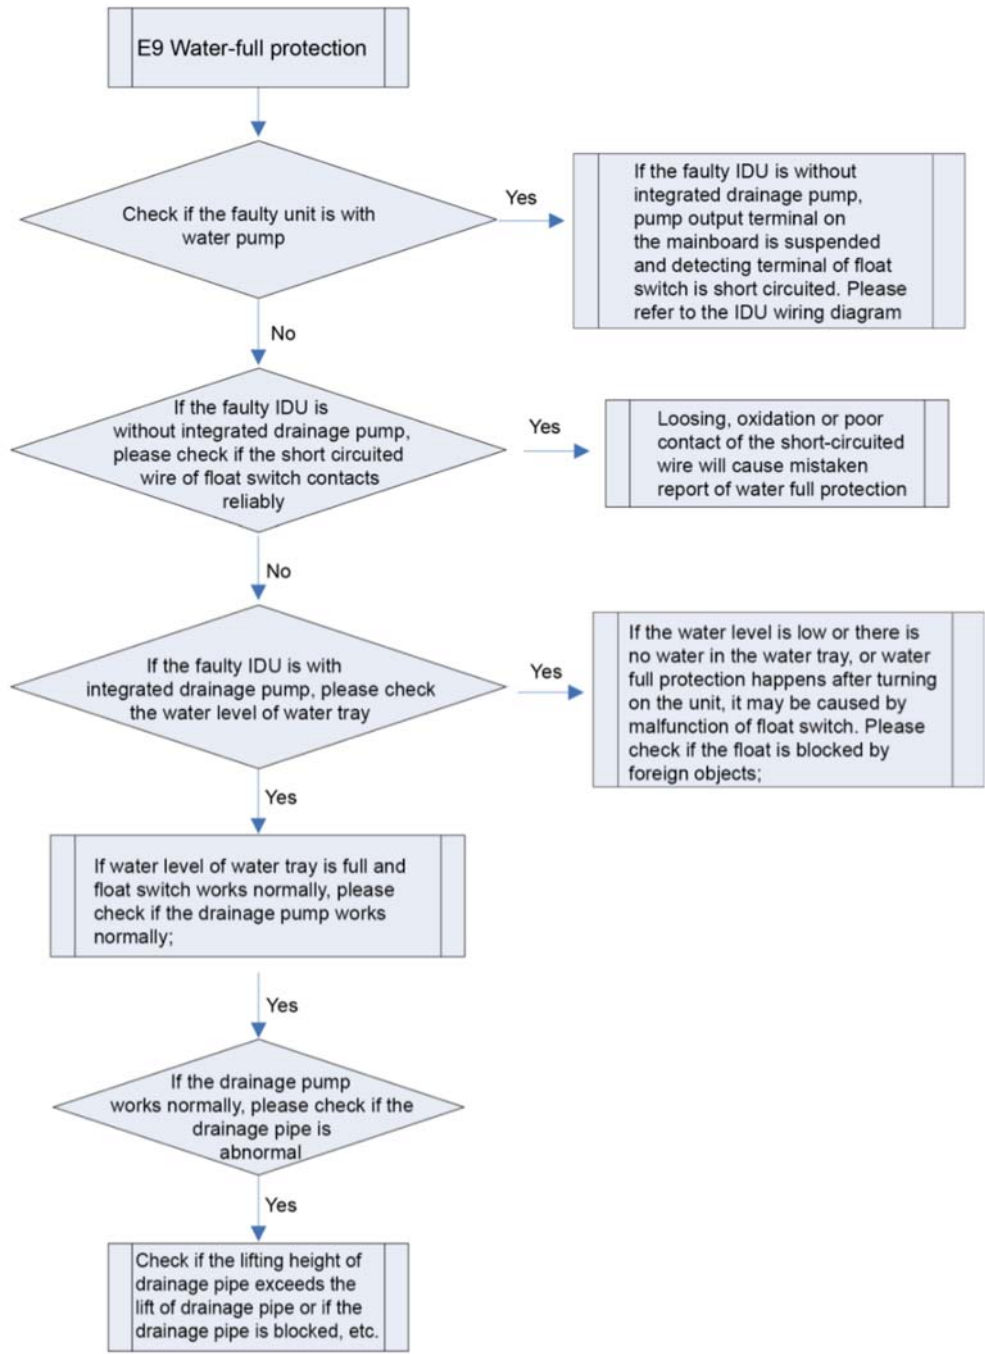 E9 Water-full protection
Check if the faulty unit is with
water pump
Yes
If the faulty IDU is without
integrated drainage pump,
pump output terminal on
the mainboard is suspended
and detecting terminal of float
switch is short circuited. Please
refer to the IDU wiring diagram
No
If the faulty IDU is
without integrated drainage pump,
please check if the short circuited
wire of float switch contacts
reliably
Yes
Loosing, oxidation or poor
contact of the short-circuited
wire will cause mistaken
report of water full protection
No
If the faulty IDU is with
integrated drainage pump, please check
the water level of water tray
Yes
If the water level is low or there is
no water in the water tray, or water
full protection happens after turning
on the unit, it may be caused by
malfunction of float switch. Please
check if the float is blocked by
foreign objects;
Yes
If water level of water tray is full and
float switch works normally, please
check if the drainage pump works
normally;
Yes
If the drainage pump
works normally, please check if the
drainage pipe is
abnormal
Yes
Check if the lifting height of
drainage pipe exceeds the
lift of drainage pipe or if the
drainage pipe is blocked, etc.